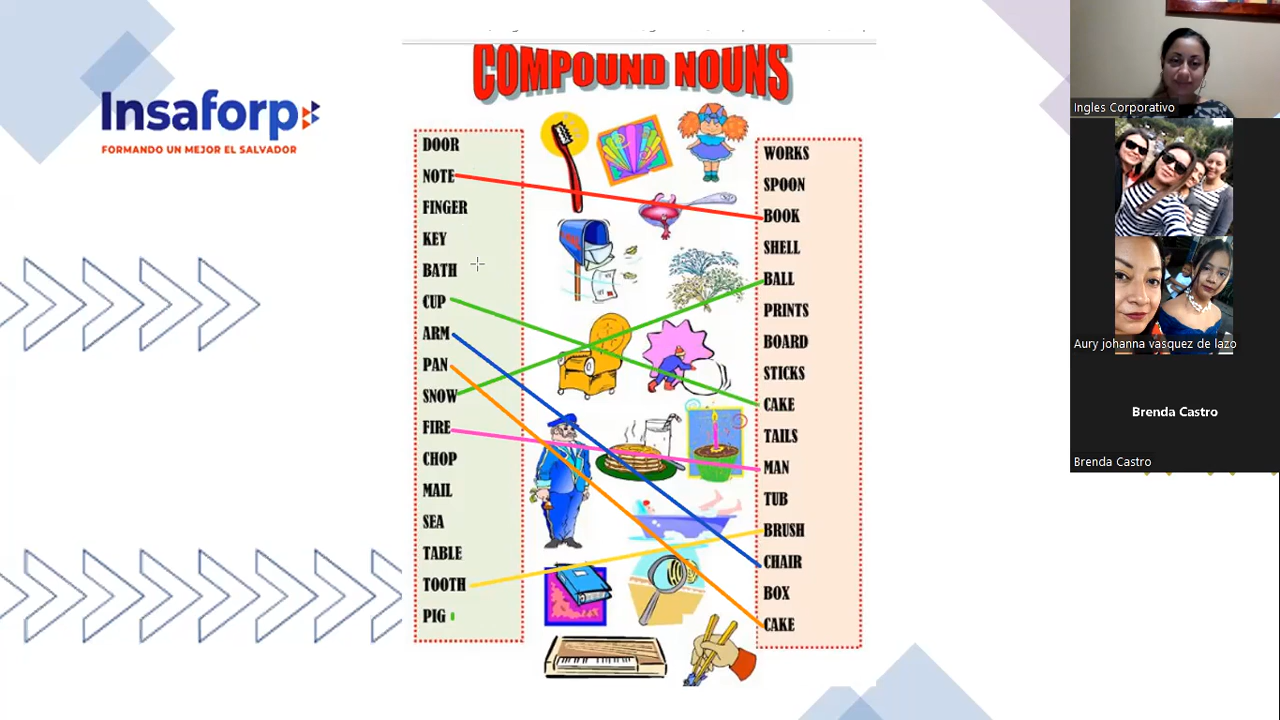 COMPOUND NOUNS
Insaforp
FORMANDO UN MEJOR EL SALVADOR
DOOR
NOTE
FINGER
KEY
BATH
CUP
ARM
PAN
SNOW
FIRE
CHOP
MAIL
SEA
TABLE
TOOTH
PIG
WORKS
SPOON
BOOK
SHELL
BALL
PRINTS
BOARD
STICKS
CAKE
TAILS
MAN
TUB
BRUSH
CHAIR
BOX
CAKE
Ingles Corporativo
Aury johanna vasquez de lazo
Brenda Castro
Brenda Castro